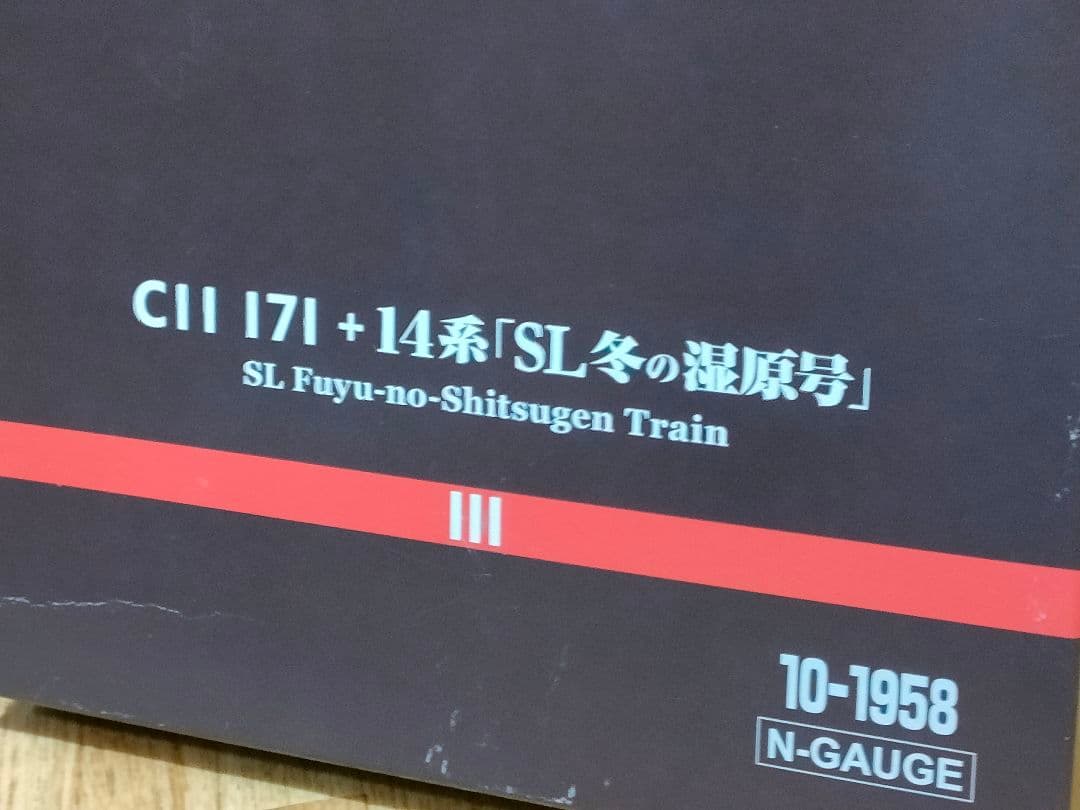 C11 171 + 14系「SL冬の湿原号」
SL Fuyu-no-Shitsugen Train
10-1958
N-GAUGE